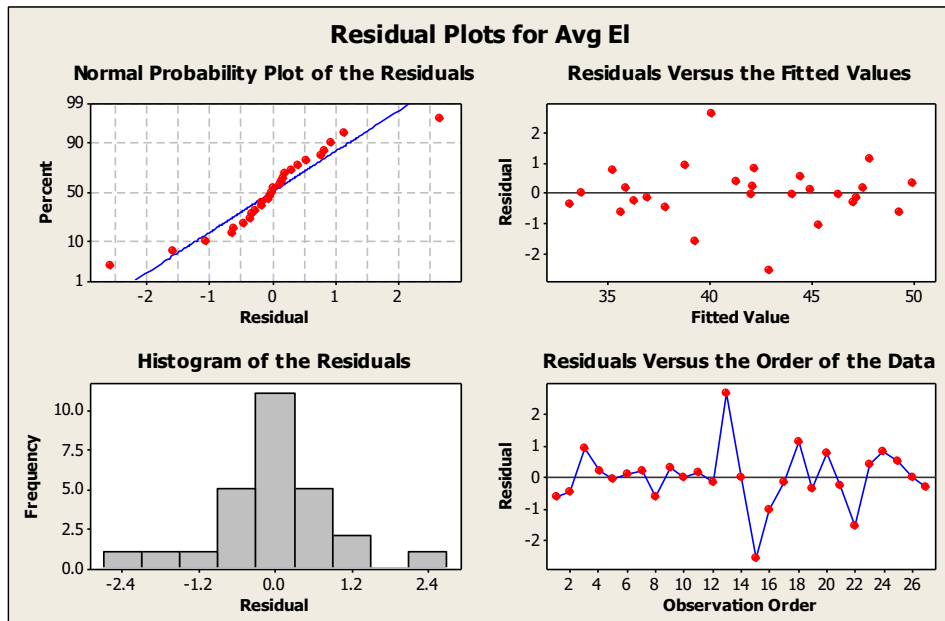 Residual Plots for Avg El
Normal Probability Plot of the Residuals
99
90
50
10
1
Percent
-2 -1 0 1 2
Residual
Residuals Versus the Fitted Values
2
1
0
-1
-2
Residual
35 40 45 50
Fitted Value
Histogram of the Residuals
10.0
7.5
5.0
2.5
0.0
Frequency
-2.4 -1.2 0.0 1.2 2.4
Residual
Residuals Versus the Order of the Data
2
1
0
-1
-2
Residual
2 4 6 8 10 12 14 16 18 20 22 24 26
Observation Order